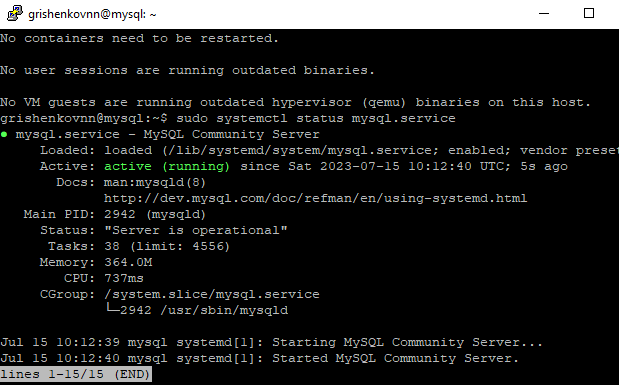 grishenkovnn@mysql: ~
No containers need to be restarted.
No user sessions are running outdated binaries.
No VM guests are running outdated hypervisor (qemu) binaries on this host.
grishenkovnn@mysql:~$ sudo systemctl status mysql.service
● mysql.service - MySQL Community Server
Loaded: loaded (/lib/systemd/system/mysql.service; enabled; vendor preset
Active: active (running) since Sat 2023-07-15 10:12:40 UTC; 5s ago
Docs: man:mysqld(8)
http://dev.mysql.com/doc/refman/en/using-systemd.html
Main PID: 2942 (mysqld)
Status: "Server is operational"
Tasks: 38 (limit: 4556)
Memory: 364.0M
CPU: 737ms
CGroup: /system.slice/mysql.service
└─2942 /usr/sbin/mysqld
Jul 15 10:12:39 mysql systemd[1]: Starting MySQL Community Server...
Jul 15 10:12:40 mysql systemd[1]: Started MySQL Community Server.
lines 1-15/15 (END)